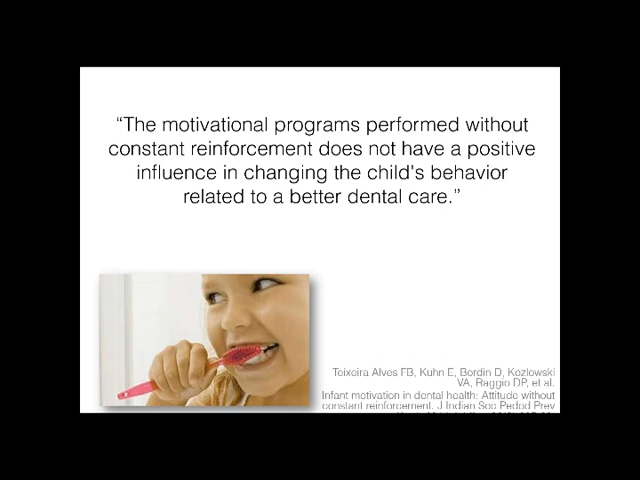 “The motivational programs performed without
constant reinforcement does not have a positive
influence in changing the child's behavior
related to a better dental care.”
Teixeira Alves FB, Kuhn E, Bordin D, Kozlowski
VA, Raggio DP, et al.
Infant motivation in dental health: Attitude without
constant reinforcement. J Indian Soc Pedod Prev